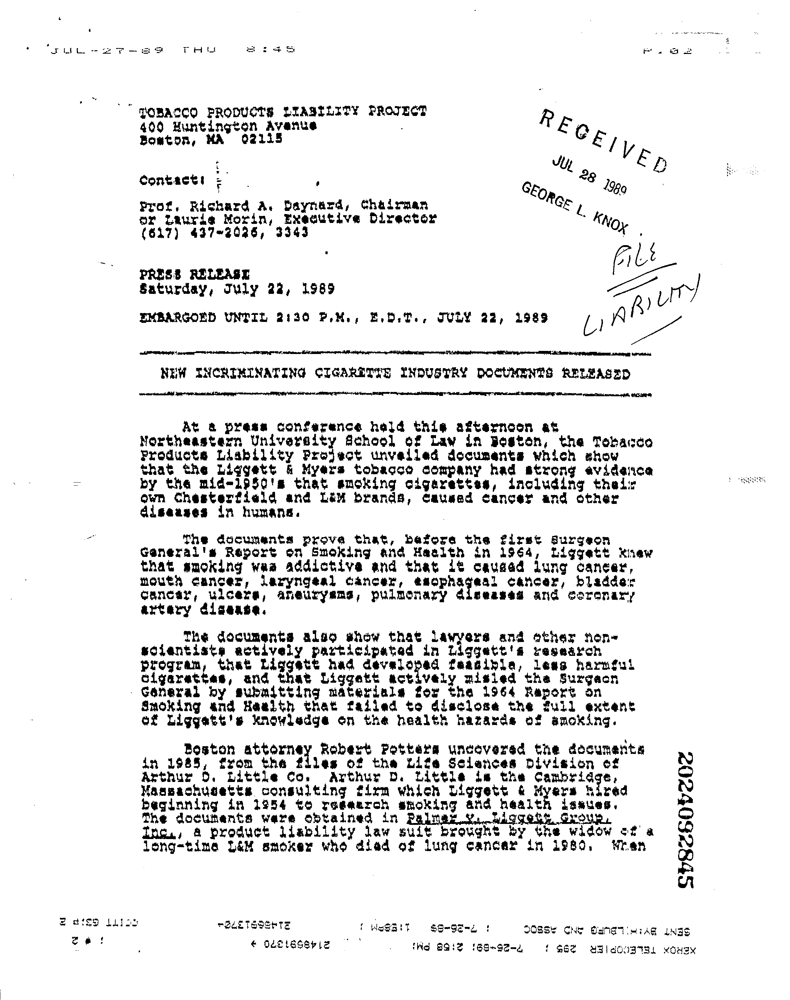 JUL-27-89 THU 8:45 P.02
TOBACCO PRODUCTS LIABILITY PROJECT
400 Huntington Avenue
Boston, MA 02115
RECEIVED
JUL 28 1989
GEORGE L. KNOX
Contact:
Prof. Richard A. Daynard, Chairman
or Laurie Morin, Executive Director
(617) 437-2026, 3343
FILE
LIABILITY
PRESS RELEASE
Saturday, July 22, 1989
EMBARGOED UNTIL 2:30 P.M., E.D.T., JULY 22, 1989
NEW INCRIMINATING CIGARETTE INDUSTRY DOCUMENTS RELEASED
At a press conference held this afternoon at
Northeastern University School of Law in Boston, the Tobacco
Products Liability Project unveiled documents which show
that the Liggett & Myers tobacco company had strong evidence
by the mid-1950's that smoking cigarettes, including their
own Chesterfield and L&M brands, caused cancer and other
diseases in humans.
The documents prove that, before the first Surgeon
General's Report on Smoking and Health in 1964, Liggett knew
that smoking was addictive and that it caused lung cancer,
mouth cancer, laryngeal cancer, esophageal cancer, bladder
cancer, ulcers, aneurysms, pulmonary diseases and coronary
artery disease.
The documents also show that lawyers and other non-
scientists actively participated in Liggett's research
program, that Liggett had developed feasible, less harmful
cigarettes, and that Liggett actively misled the Surgeon
General by submitting materials for the 1964 Report on
Smoking and Health that failed to disclose the full extent
of Liggett's knowledge on the health hazards of smoking.
Boston attorney Robert Potters uncovered the documents
in 1985, from the files of the Life Sciences Division of
Arthur D. Little Co. Arthur D. Little is the Cambridge,
Massachusetts consulting firm which Liggett & Myers hired
beginning in 1954 to research smoking and health issues.
The documents were obtained in Palmer v. Liggett Group,
Inc., a product liability law suit brought by the widow of a
long-time L&M smoker who died of lung cancer in 1980. When
2024092845
XEROX TELECOPIER 295 ; 7-26-89; 2:58 PM; 2148691370 → ; # 2
SENT BY:MILBURG AND ASSOC ; 7-26-89 ; 1:58PM ; 2148691372→ CCITT G3;# 2